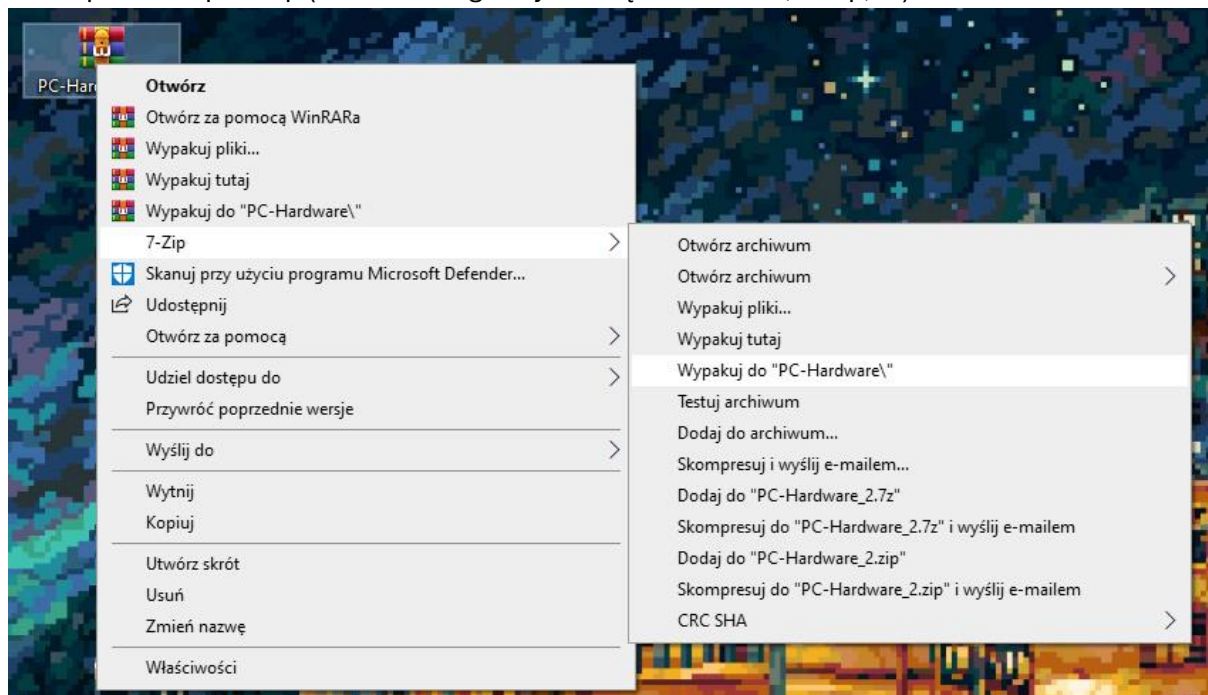 PC-Har
Otwórz
Otwórz za pomocą WinRARa
Wypakuj pliki...
Wypakuj tutaj
Wypakuj do "PC-Hardware\"
7-Zip
Skanuj przy użyciu programu Microsoft Defender...
Udostępnij
Otwórz za pomocą
Udziel dostępu do
Przywróć poprzednie wersje
Wyślij do
Wytnij
Kopiuj
Utwórz skrót
Usuń
Zmień nazwę
Właściwości
Otwórz archiwum
Otwórz archiwum
Wypakuj pliki...
Wypakuj tutaj
Wypakuj do "PC-Hardware\"
Testuj archiwum
Dodaj do archiwum...
Skompresuj i wyślij e-mailem...
Dodaj do "PC-Hardware_2.7z"
Skompresuj do "PC-Hardware_2.7z" i wyślij e-mailem
Dodaj do "PC-Hardware_2.zip"
Skompresuj do "PC-Hardware_2.zip" i wyślij e-mailem
CRC SHA